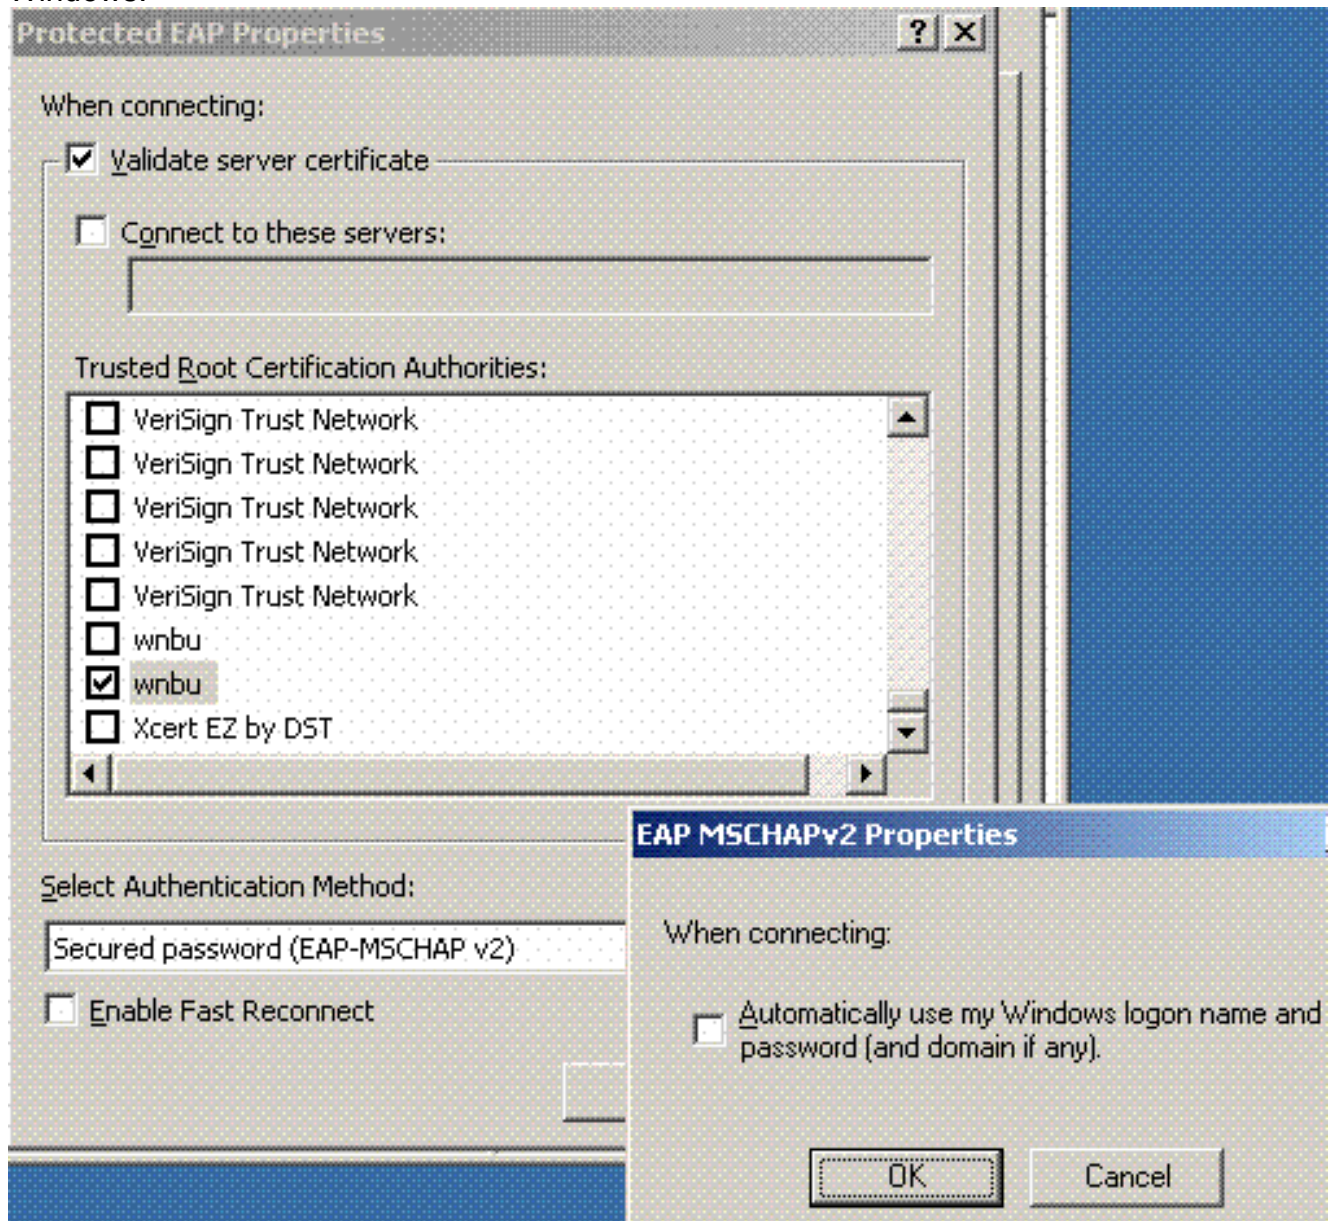 Windows.
Protected EAP Properties
When connecting:
Validate server certificate
Connect to these servers:
Trusted Root Certification Authorities:
VeriSign Trust Network
VeriSign Trust Network
VeriSign Trust Network
VeriSign Trust Network
VeriSign Trust Network
wnbu
wnbu
Xcert EZ by DST
Select Authentication Method:
Secured password (EAP-MSCHAP v2)
Enable Fast Reconnect
EAP MSCHAPv2 Properties
When connecting:
Automatically use my Windows logon name and
password (and domain if any).
OK Cancel